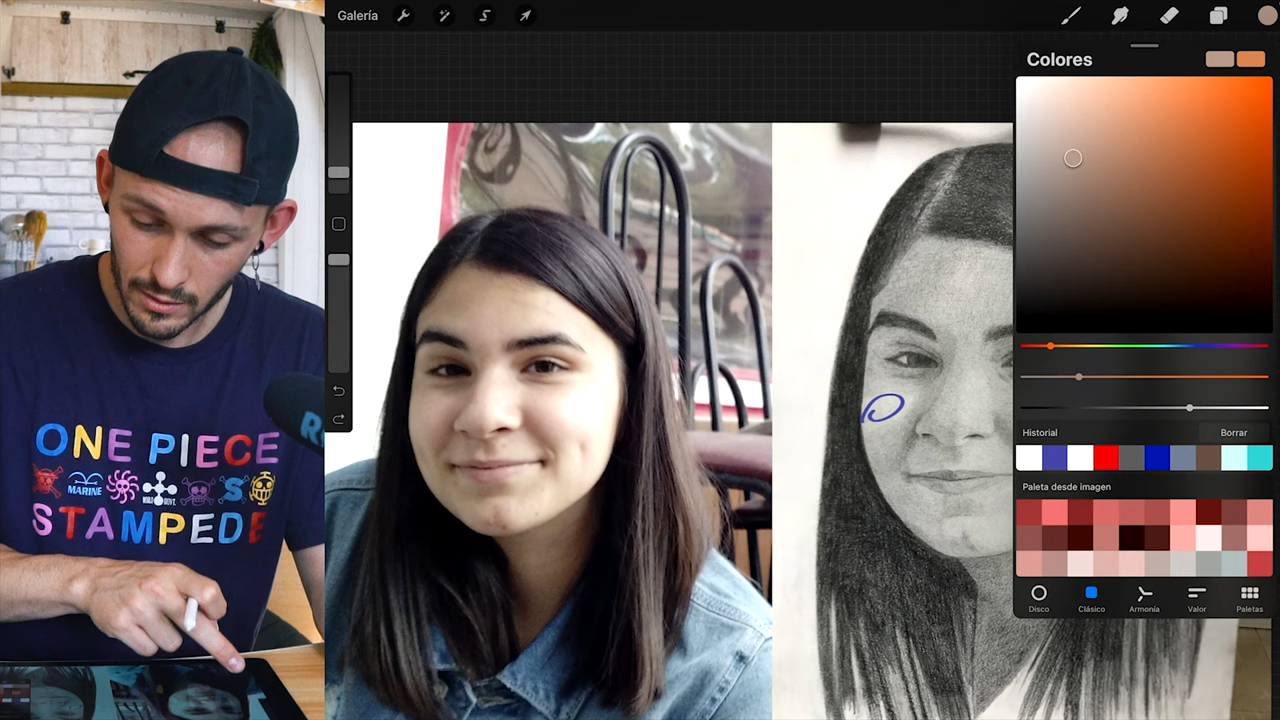 Galería
Colores
ONE PIECE
MARINE
STAMPEDE
Historial
Borrar
Paleta desde imagen
Disco
Clásico
Armonía
Valor
Paletas